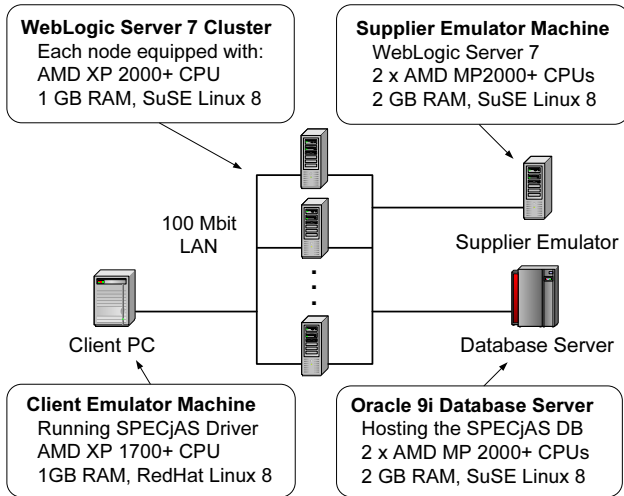 WebLogic Server 7 Cluster
Each node equipped with:
AMD XP 2000+ CPU
1 GB RAM, SuSE Linux 8
Supplier Emulator Machine
WebLogic Server 7
2 x AMD MP2000+ CPUs
2 GB RAM, SuSE Linux 8
100 Mbit
LAN
Supplier Emulator
Client PC
Database Server
Client Emulator Machine
Running SPECjAS Driver
AMD XP 1700+ CPU
1GB RAM, RedHat Linux 8
Oracle 9i Database Server
Hosting the SPECjAS DB
2 x AMD MP 2000+ CPUs
2 GB RAM, SuSE Linux 8